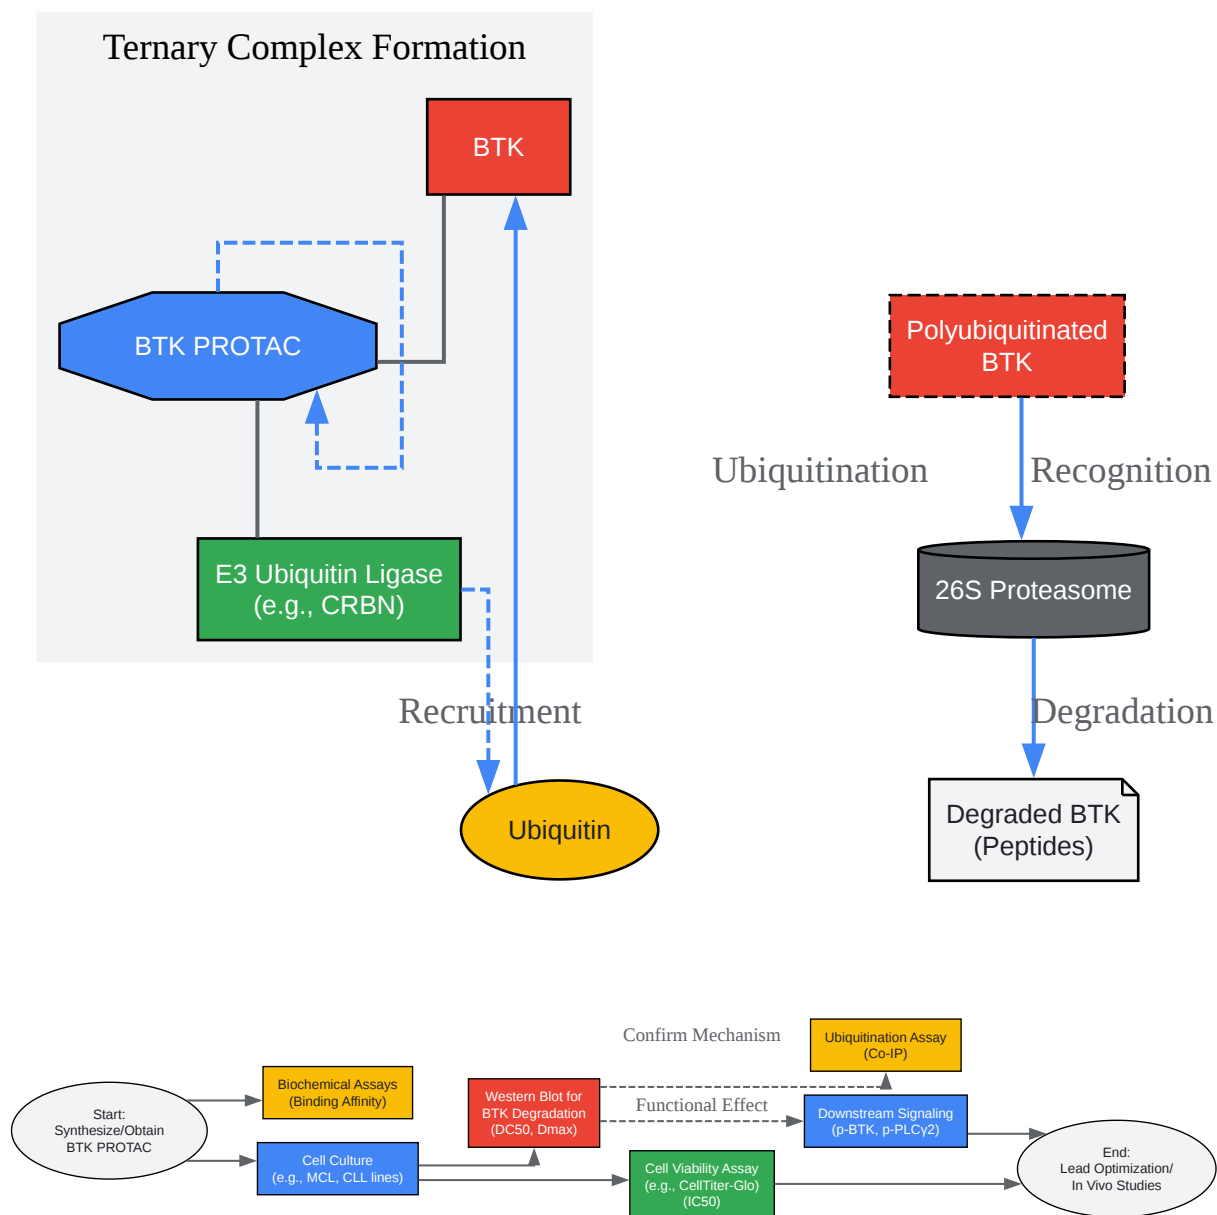 Ternary Complex Formation
BTK
BTK PROTAC
Polyubiquitinated
BTK
Ubiquitination
Recognition
E3 Ubiquitin Ligase
(e.g., CRBN)
26S Proteasome
Recruitment
Degradation
Ubiquitin
Degraded BTK
(Peptides)
Start:
Synthesize/Obtain
BTK PROTAC
Biochemical Assays
(Binding Affinity)
Cell Culture
(e.g., MCL, CLL lines)
Western Blot for
BTK Degradation
(DC50, Dmax)
Confirm Mechanism
Functional Effect
Ubiquitination Assay
(Co-IP)
Downstream Signaling
(p-BTK, p-PLCγ2)
Cell Viability Assay
(e.g., CellTiter-Glo)
(IC50)
End:
Lead Optimization/
In Vivo Studies